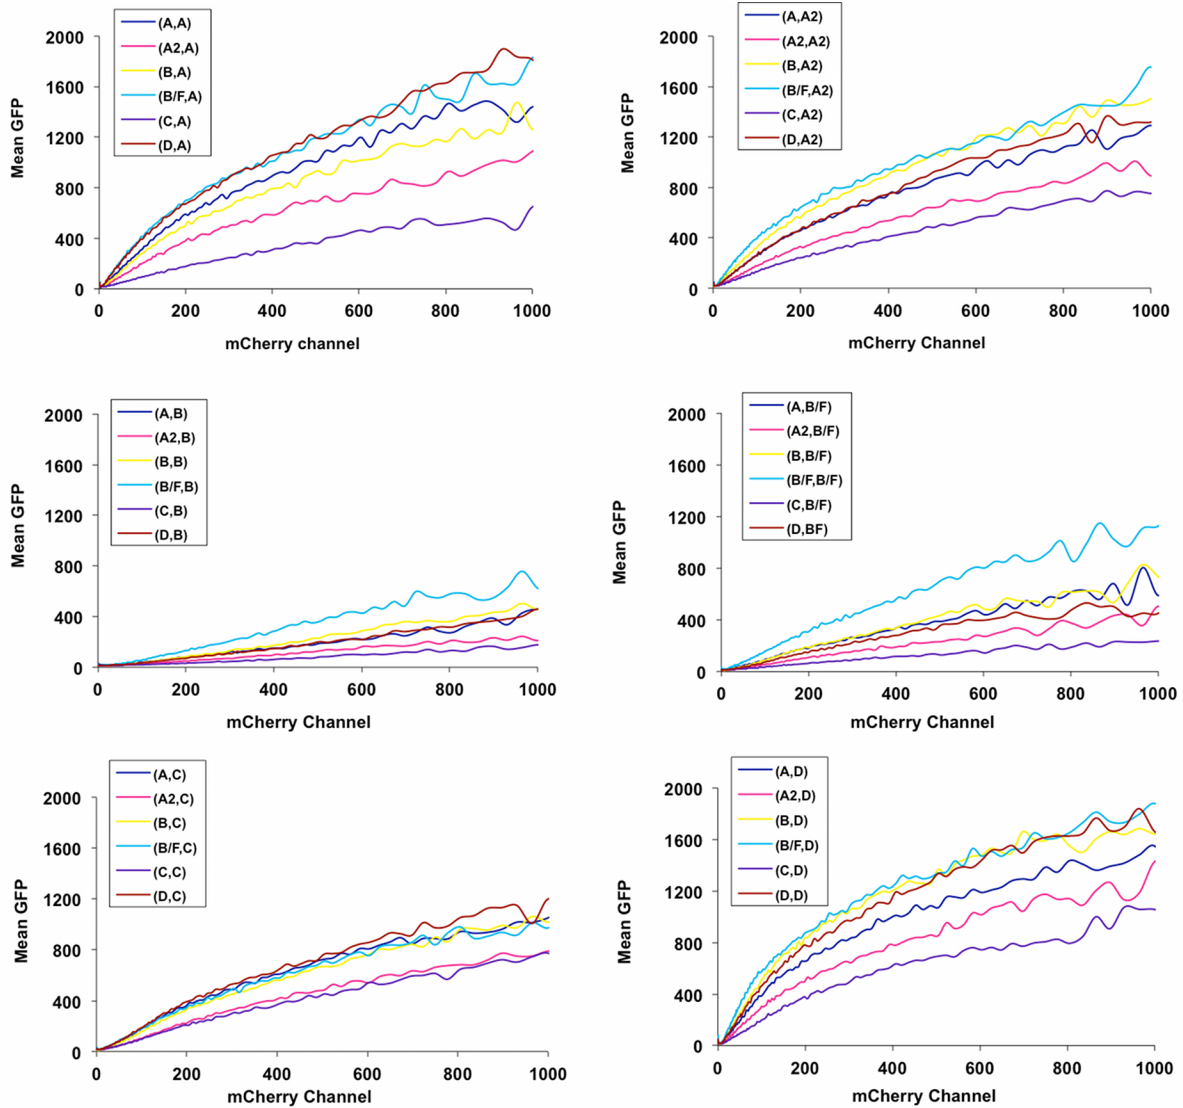 (A,A)
(A2,A)
(B,A)
(B/F,A)
(C,A)
(D,A)
2000
1600
1200
800
400
0
Mean GFP
0 200 400 600 800 1000
mCherry channel
(A,A2)
(A2,A2)
(B,A2)
(B/F,A2)
(C,A2)
(D,A2)
2000
1600
1200
800
400
0
Mean GFP
0 200 400 600 800 1000
mCherry Channel
(A,B)
(A2,B)
(B,B)
(B/F,B)
(C,B)
(D,B)
2000
1600
1200
800
400
0
Mean GFP
0 200 400 600 800 1000
mCherry Channel
(A,B/F)
(A2,B/F)
(B,B/F)
(B/F,B/F)
(C,B/F)
(D,BF)
2000
1600
1200
800
400
0
Mean GFP
0 200 400 600 800 1000
mCherry Channel
(A,C)
(A2,C)
(B,C)
(B/F,C)
(C,C)
(D,C)
2000
1600
1200
800
400
0
Mean GFP
0 200 400 600 800 1000
mCherry Channel
(A,D)
(A2,D)
(B,D)
(B/F,D)
(C,D)
(D,D)
2000
1600
1200
800
400
0
Mean GFP
0 200 400 600 800 1000
mCherry Channel